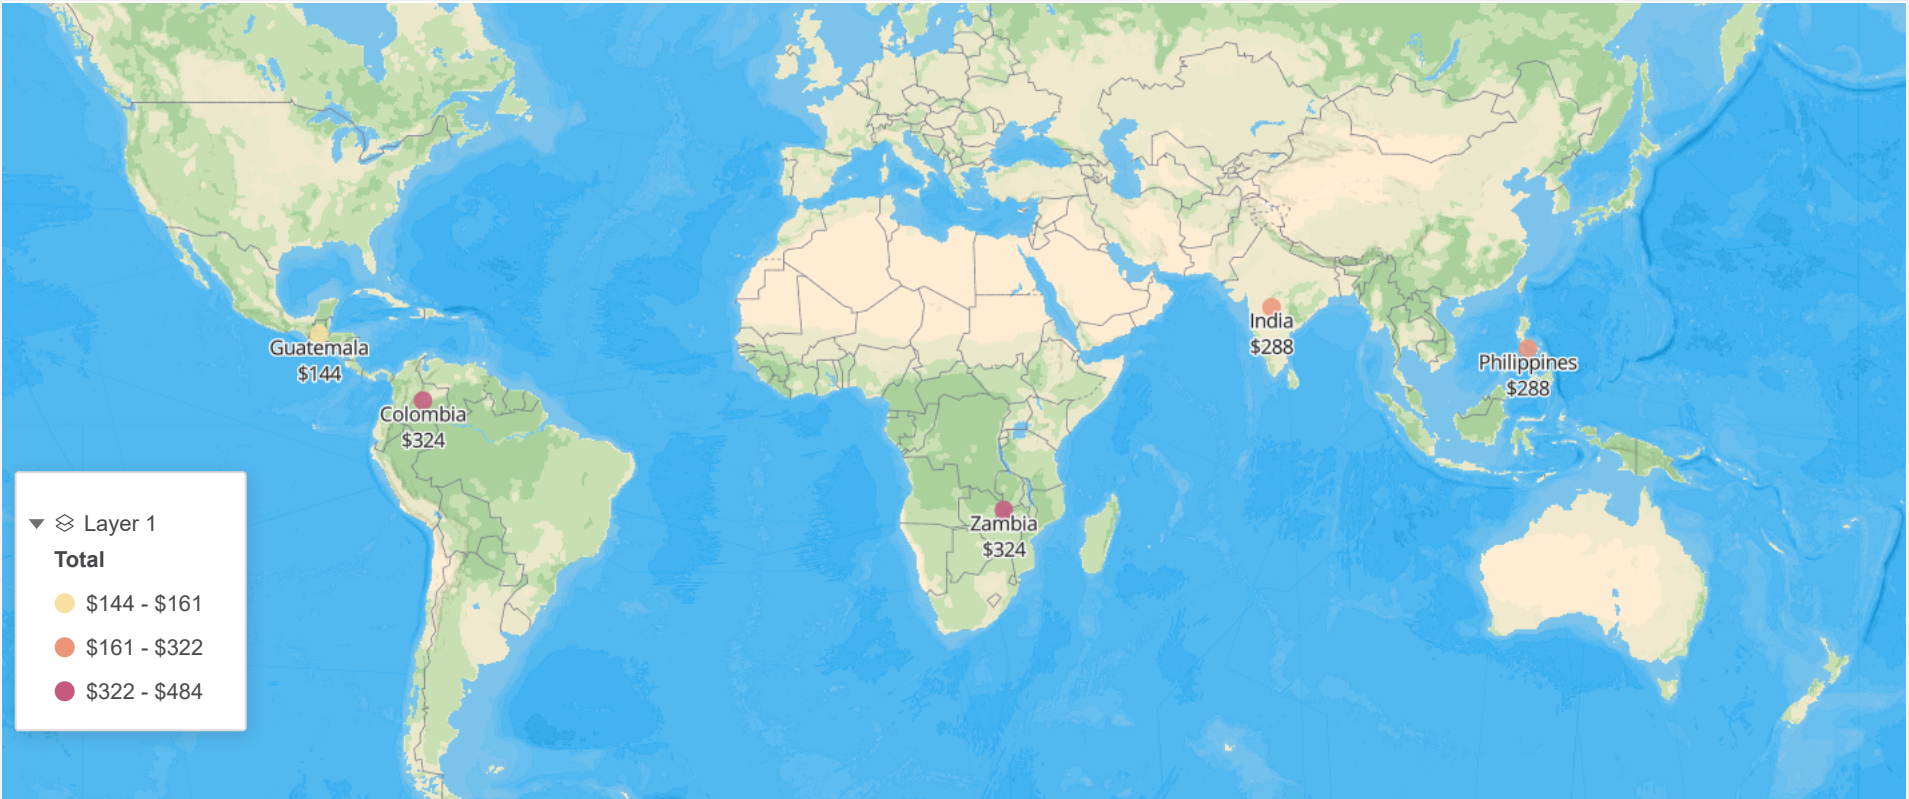 Guatemala
$144
Colombia
$324
Zambia
$324
India
$288
Philippines
$288
Layer 1
Total
$144 - $161
$161 - $322
$322 - $484